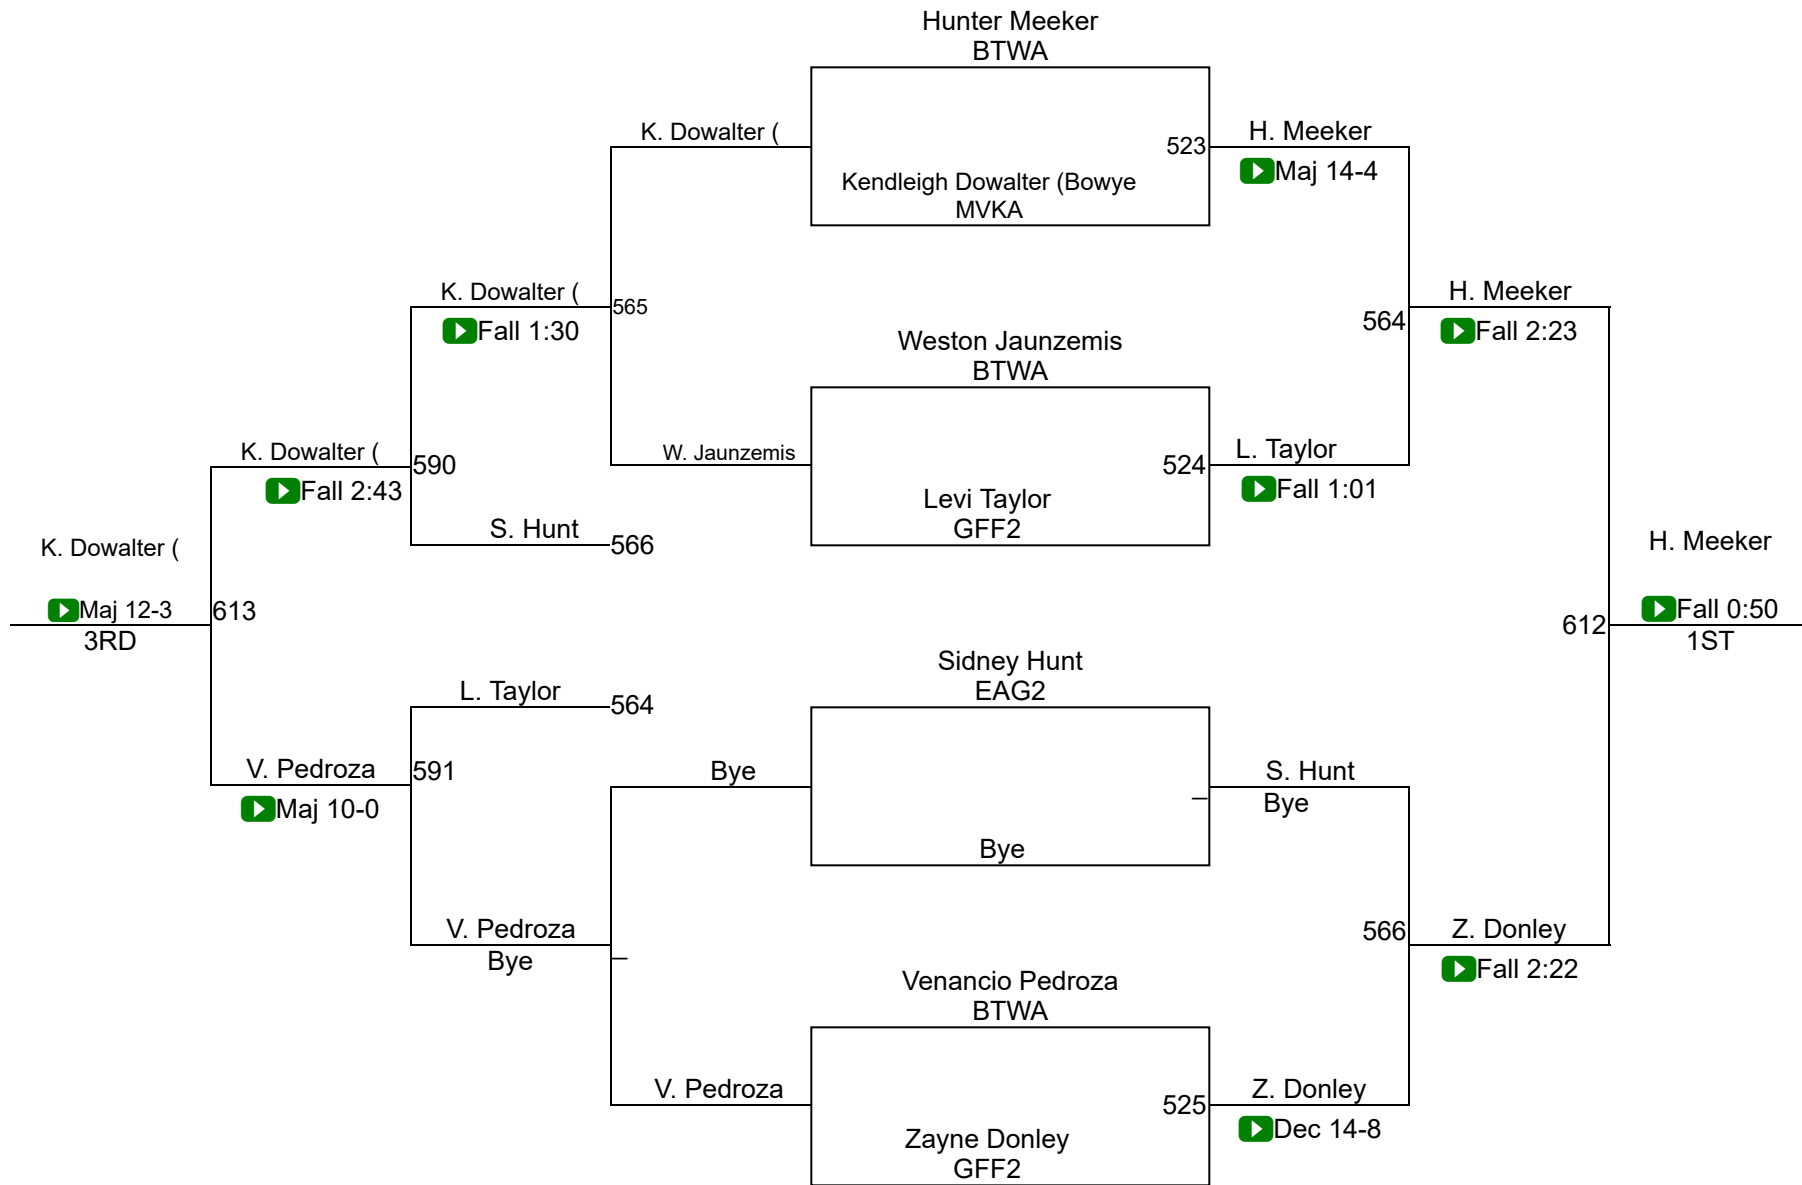 Hunter Meeker
BTWA
K. Dowalter (
523
H. Meeker
Maj 14-4
Kendleigh Dowalter (Bowye
MVKA
K. Dowalter (
565
Fall 1:30
H. Meeker
564
Fall 2:23
Weston Jaunzemis
BTWA
K. Dowalter (
590
Fall 2:43
W. Jaunzemis
524
L. Taylor
Fall 1:01
Levi Taylor
GFF2
S. Hunt
566
K. Dowalter (
Maj 12-3
613
3RD
H. Meeker
612
Fall 0:50
1ST
Sidney Hunt
EAG2
L. Taylor
564
V. Pedroza
591
Maj 10-0
Bye
S. Hunt
Bye
Bye
V. Pedroza
Bye
566
Z. Donley
Fall 2:22
Venancio Pedroza
BTWA
V. Pedroza
525
Z. Donley
Dec 14-8
Zayne Donley
GFF2